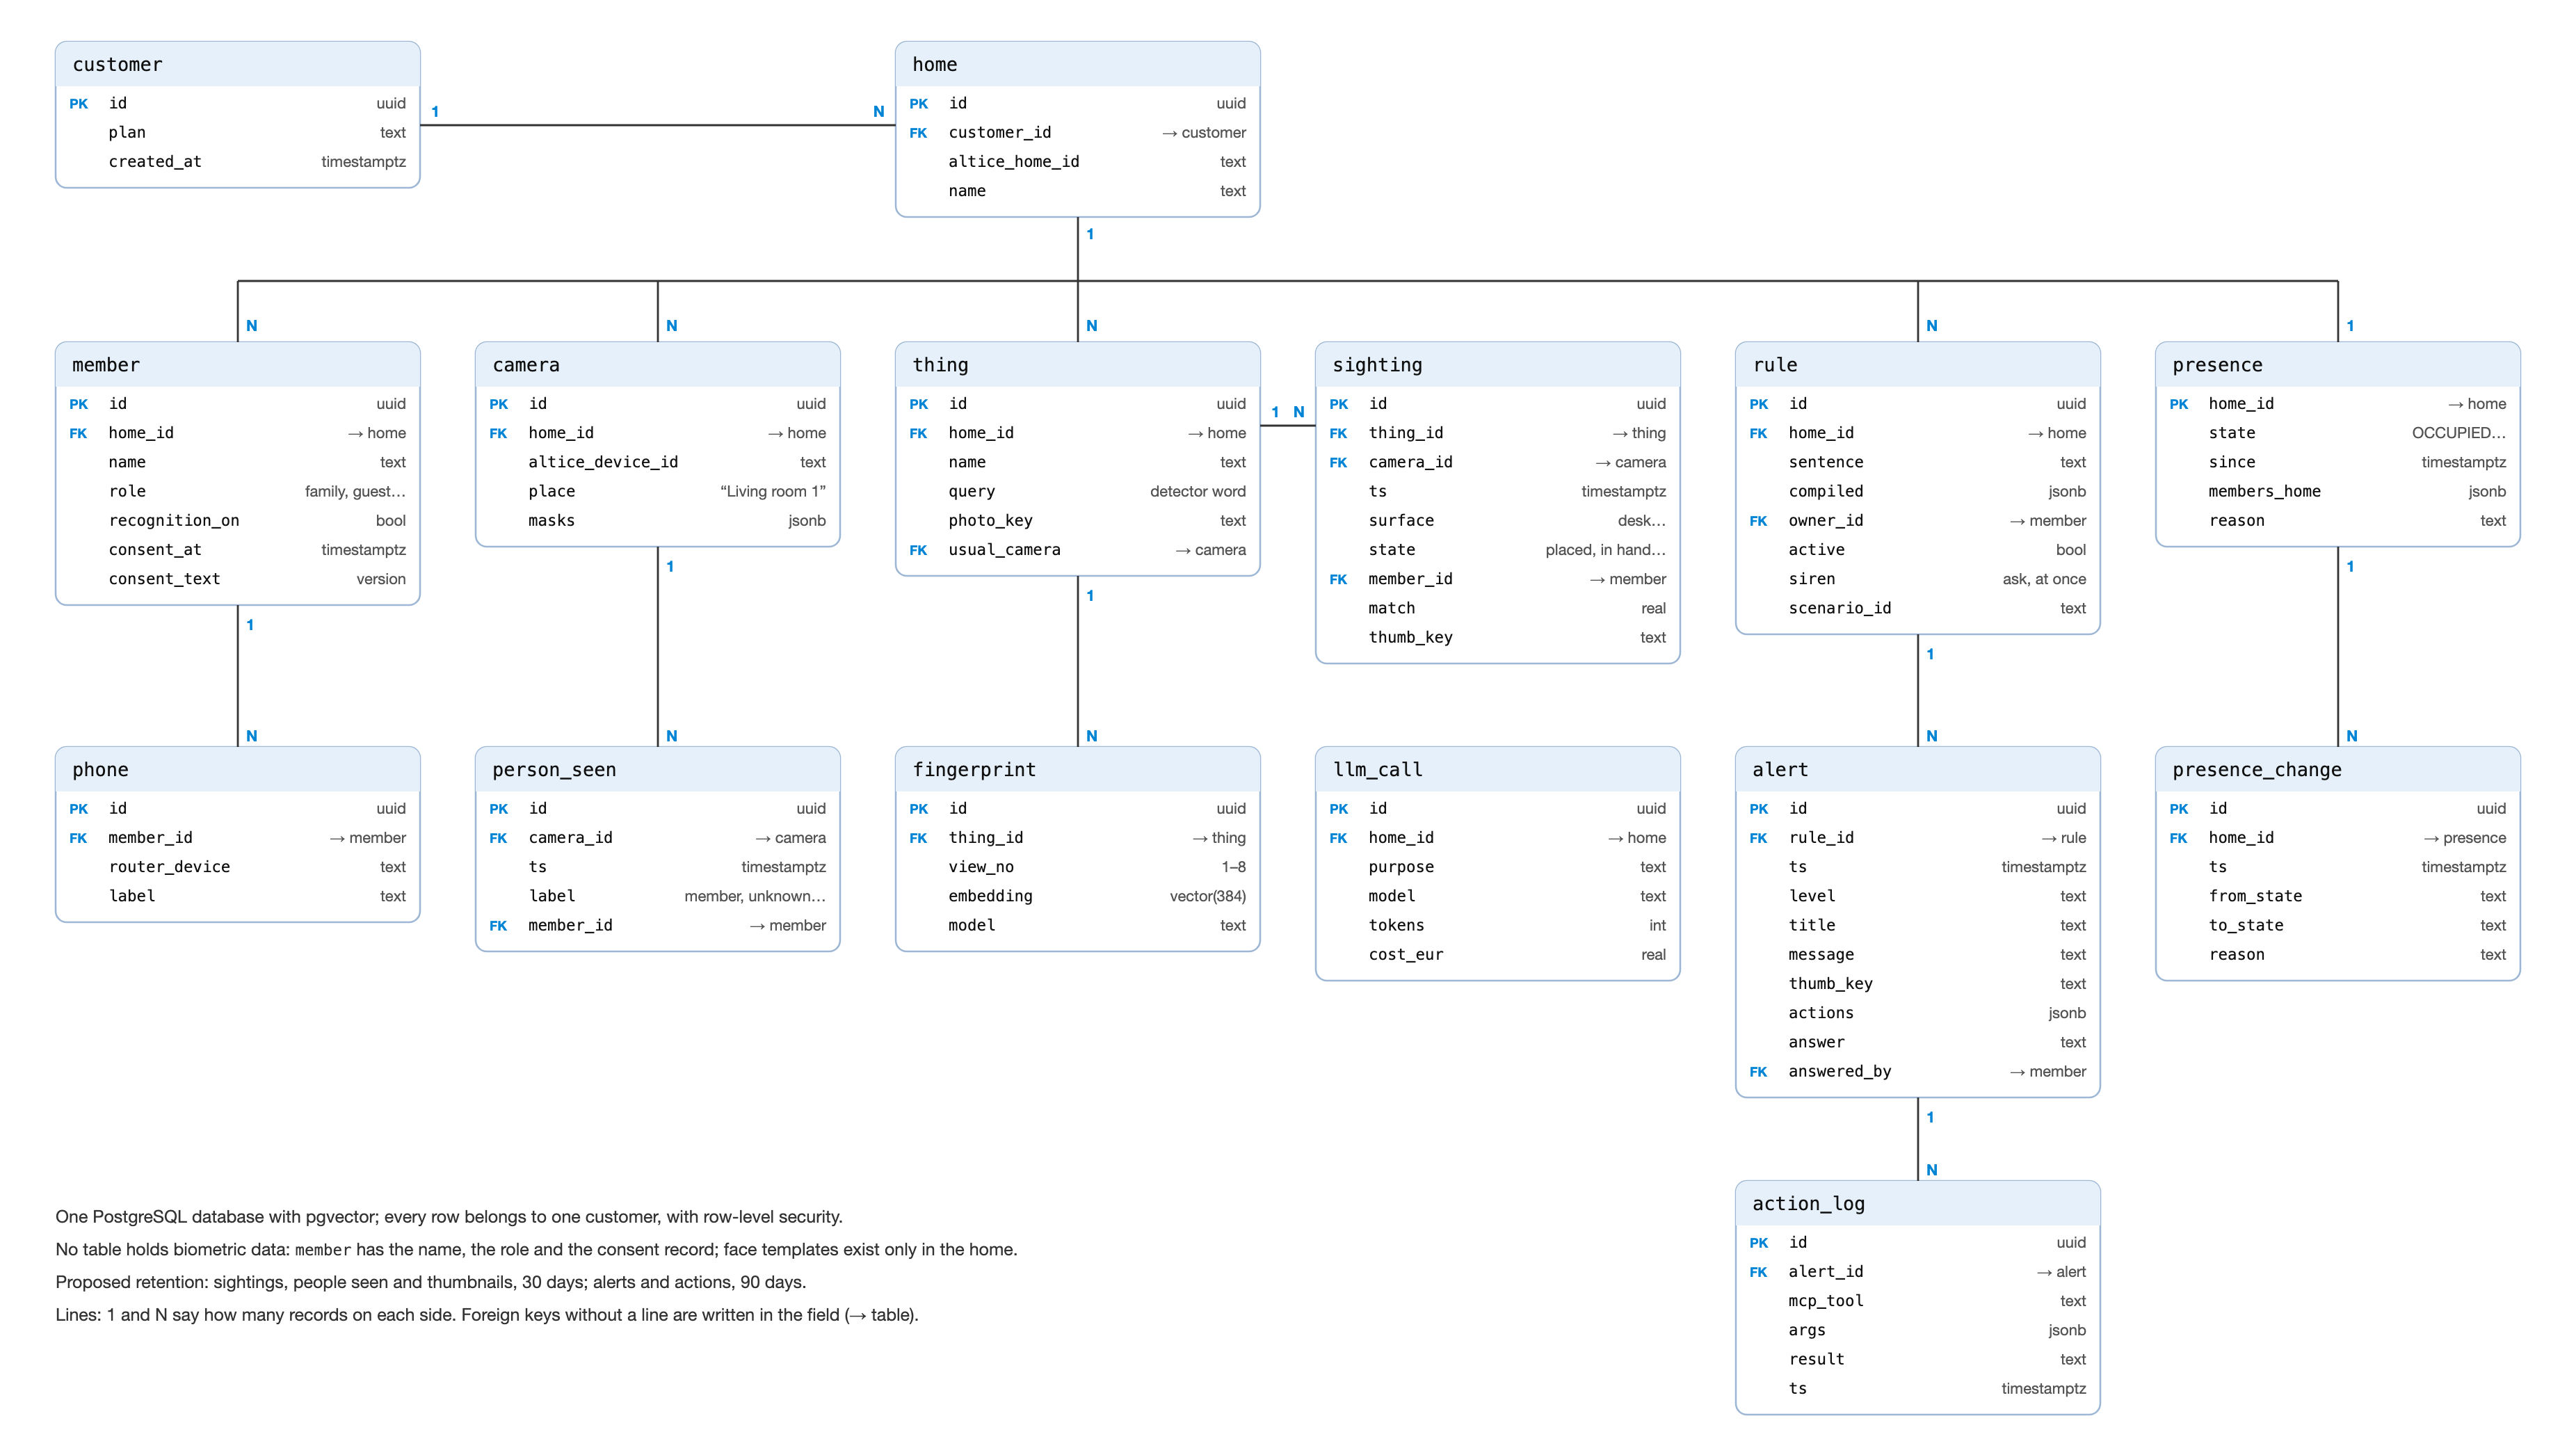 customer
PK id uuid
plan text
created_at timestamptz
1 N
home
PK id uuid
FK customer_id → customer
altice_home_id text
name text
1
N N N N 1
member
PK id uuid
FK home_id → home
name text
role family, guest…
recognition_on bool
consent_at timestamptz
consent_text version
1
camera
PK id uuid
FK home_id → home
altice_device_id text
place “Living room 1”
masks jsonb
1
thing
PK id uuid
FK home_id → home
name text
query detector word
photo_key text
FK usual_camera → camera
1
1 N
sighting
PK id uuid
FK thing_id → thing
FK camera_id → camera
ts timestamptz
surface desk…
state placed, in hand…
FK member_id → member
match real
thumb_key text
rule
PK id uuid
FK home_id → home
sentence text
compiled jsonb
FK owner_id → member
active bool
siren ask, at once
scenario_id text
1
presence
PK home_id → home
state OCCUPIED…
since timestamptz
members_home jsonb
reason text
1
N N N N N
phone
PK id uuid
FK member_id → member
router_device text
label text
person_seen
PK id uuid
FK camera_id → camera
ts timestamptz
label member, unknown…
FK member_id → member
fingerprint
PK id uuid
FK thing_id → thing
view_no 1–8
embedding vector(384)
model text
llm_call
PK id uuid
FK home_id → home
purpose text
model text
tokens int
cost_eur real
alert
PK id uuid
FK rule_id → rule
ts timestamptz
level text
title text
message text
thumb_key text
actions jsonb
answer text
FK answered_by → member
1
N
presence_change
PK id uuid
FK home_id → presence
ts timestamptz
from_state text
to_state text
reason text
action_log
PK id uuid
FK alert_id → alert
mcp_tool text
args jsonb
result text
ts timestamptz
One PostgreSQL database with pgvector; every row belongs to one customer, with row-level security.
No table holds biometric data: member has the name, the role and the consent record; face templates exist only in the home.
Proposed retention: sightings, people seen and thumbnails, 30 days; alerts and actions, 90 days.
Lines: 1 and N say how many records on each side. Foreign keys without a line are written in the field (→ table).